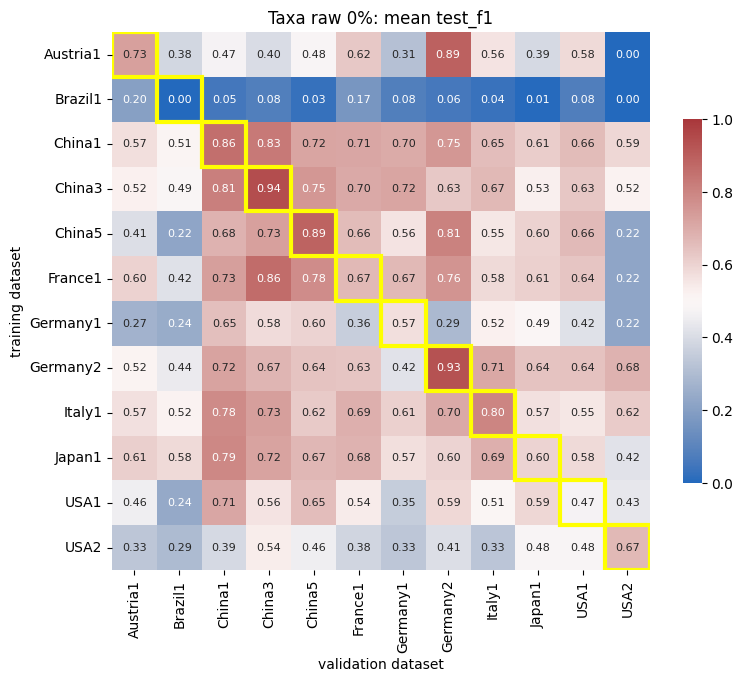 Taxa raw 0%: mean test_f1
training dataset
Austria1 0.73 0.38 0.47 0.40 0.48 0.62 0.31 0.89 0.56 0.39 0.58 0.00
Brazil1 0.20 0.00 0.05 0.08 0.03 0.17 0.08 0.06 0.04 0.01 0.08 0.00
China1 0.57 0.51 0.86 0.83 0.72 0.71 0.70 0.75 0.65 0.61 0.66 0.59
China3 0.52 0.49 0.81 0.94 0.75 0.70 0.72 0.63 0.67 0.53 0.63 0.52
China5 0.41 0.22 0.68 0.73 0.89 0.66 0.56 0.81 0.55 0.60 0.66 0.22
France1 0.60 0.42 0.73 0.86 0.78 0.67 0.67 0.76 0.58 0.61 0.64 0.22
Germany1 0.27 0.24 0.65 0.58 0.60 0.36 0.57 0.29 0.52 0.49 0.42 0.22
Germany2 0.52 0.44 0.72 0.67 0.64 0.63 0.42 0.93 0.71 0.64 0.64 0.68
Italy1 0.57 0.52 0.78 0.73 0.62 0.69 0.61 0.70 0.80 0.57 0.55 0.62
Japan1 0.61 0.58 0.79 0.72 0.67 0.68 0.57 0.60 0.69 0.60 0.58 0.42
USA1 0.46 0.24 0.71 0.56 0.65 0.54 0.35 0.59 0.51 0.59 0.47 0.43
USA2 0.33 0.29 0.39 0.54 0.46 0.38 0.33 0.41 0.33 0.48 0.48 0.67
Austria1 Brazil1 China1 China3 China5 France1 Germany1 Germany2 Italy1 Japan1 USA1 USA2
validation dataset
1.0
0.8
0.6
0.4
0.2
0.0